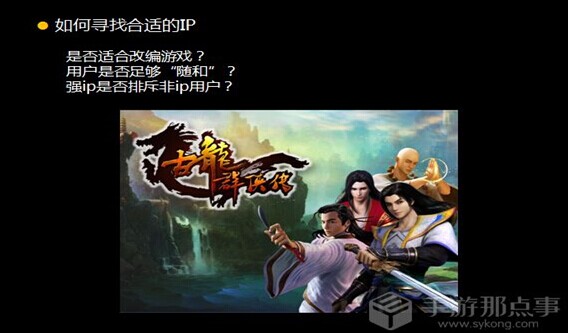 如何寻找合适的IP
是否适合改编游戏？
用户是否足够“随和”？
强ip是否排斥非ip用户？
古龍群侠传
手游那点事
www.sykong.com